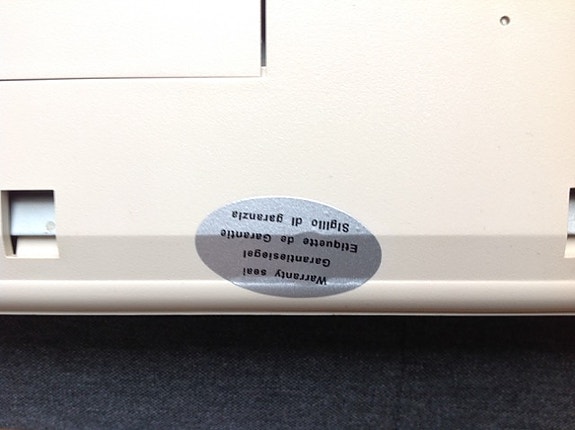 Warranty seal
Garantiesiegel
Etiquette de Garantie
Sigillo di garanzia